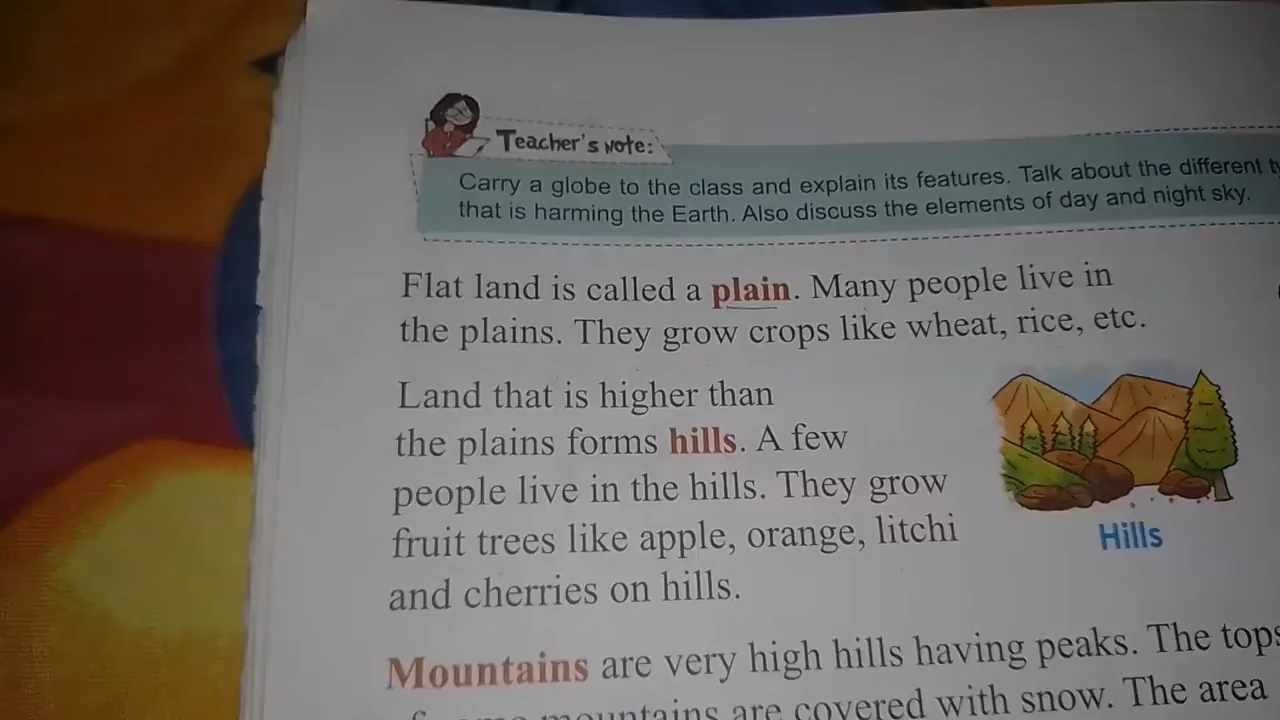 Teacher's Note:
Carry a globe to the class and explain its features. Talk about the different
that is harming the Earth. Also discuss the elements of day and night sky.
Flat land is called a plain. Many people live in
the plains. They grow crops like wheat, rice, etc.
Land that is higher than
the plains forms hills. A few
people live in the hills. They grow
fruit trees like apple, orange, litchi
and cherries on hills.
Hills
Mountains are very high hills having peaks. The tops
mountains are covered with snow. The area